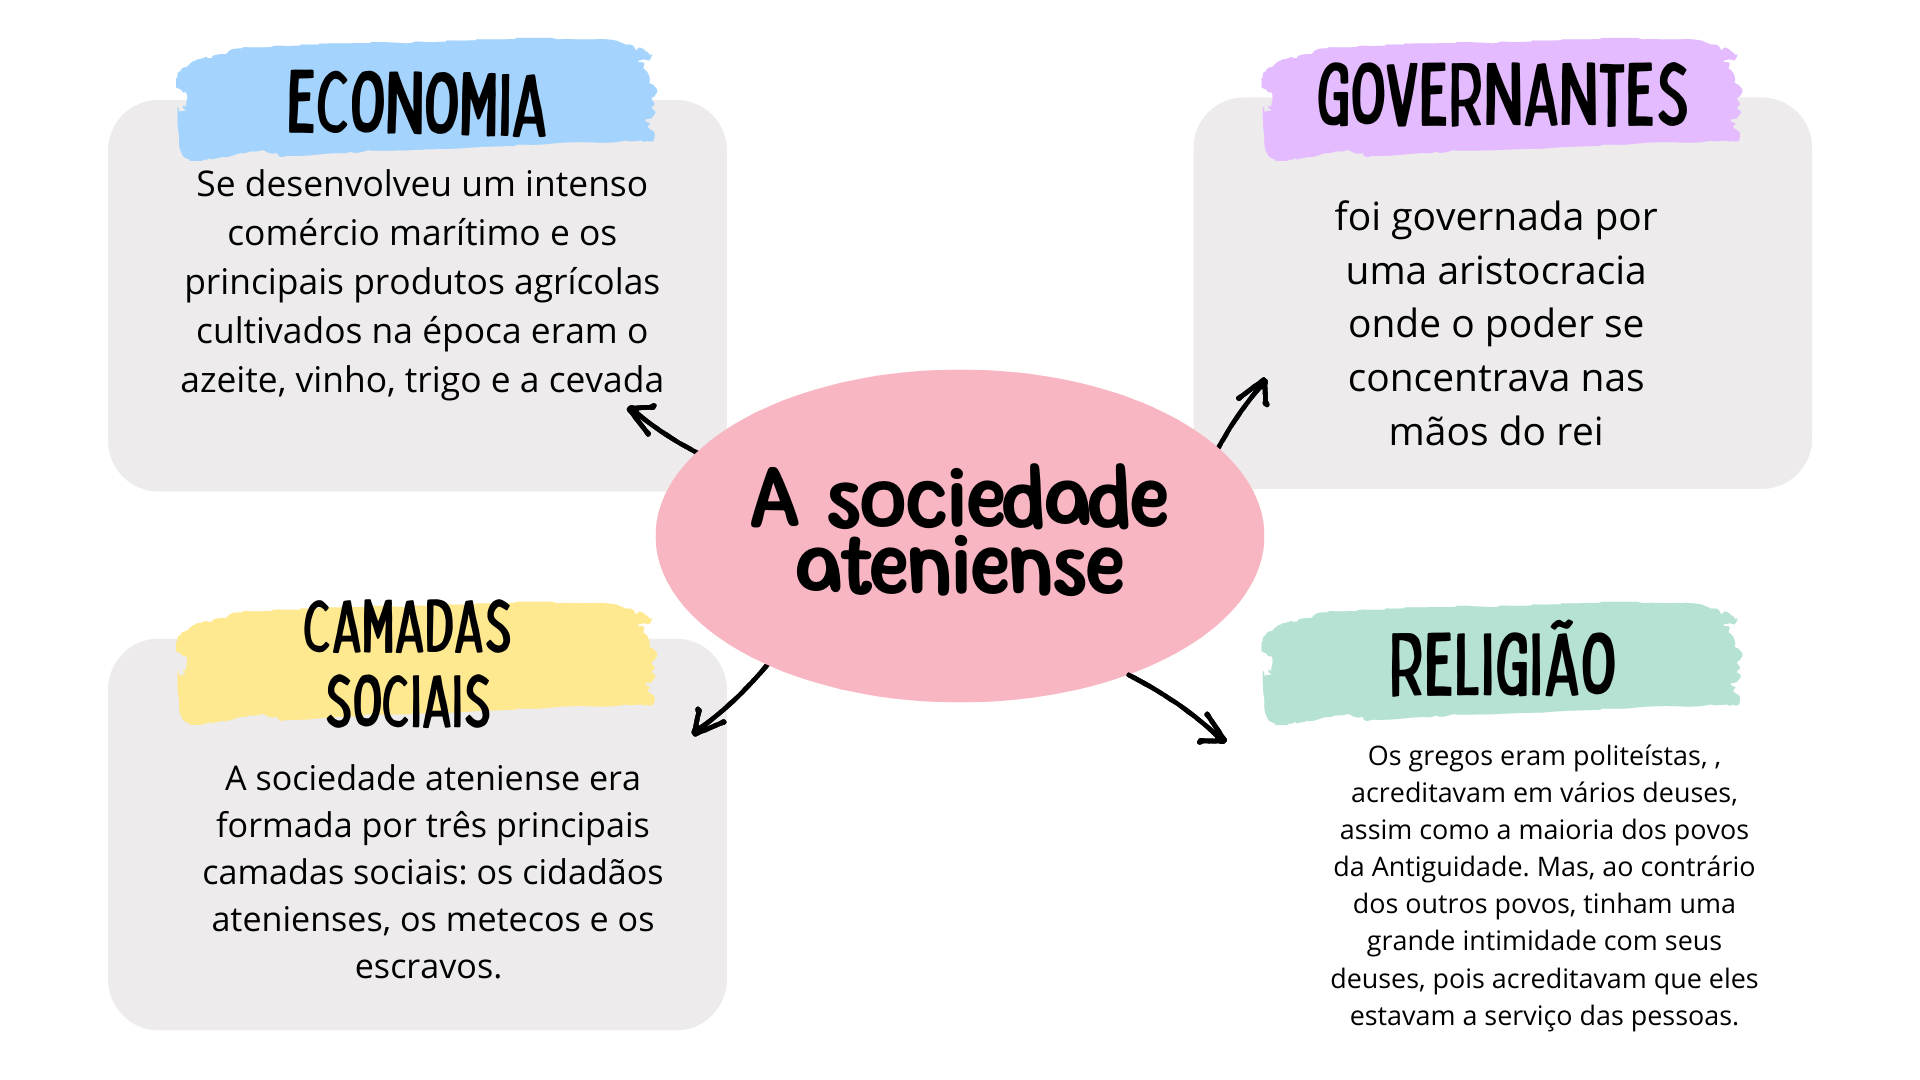 ECONOMIA
Se desenvolveu um intenso
comércio marítimo e os
principais produtos agrícolas
cultivados na época eram o
azeite, vinho, trigo e a cevada
GOVERNANTES
foi governada por
uma aristocracia
onde o poder se
concentrava nas
mãos do rei
A sociedade
ateniense
CAMADAS
SOCIAIS
A sociedade ateniense era
formada por três principais
camadas sociais: os cidadãos
atenienses, os metecos e os
escravos.
RELIGIÃO
Os gregos eram politeístas, ,
acreditavam em vários deuses,
assim como a maioria dos povos
da Antiguidade. Mas, ao contrário
dos outros povos, tinham uma
grande intimidade com seus
deuses, pois acreditavam que eles
estavam a serviço das pessoas.